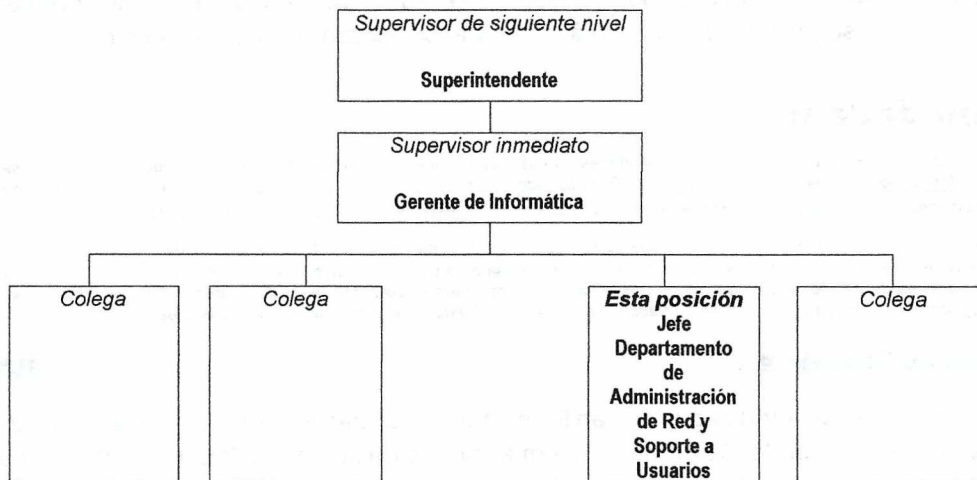 Supervisor de siguiente nivel
Superintendente
Supervisor inmediato
Gerente de Informática
Colega
Colega
Esta posición
Jefe
Departamento
de
Administración
de Red y
Soporte a
Usuarios
Colega